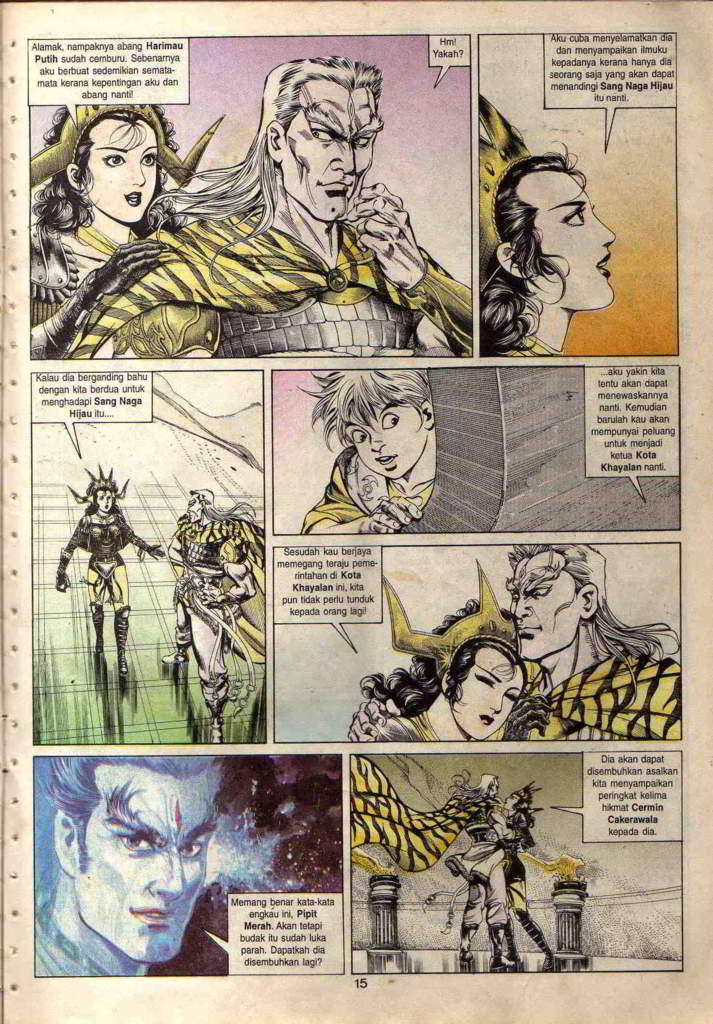 Alamak, nampaknya abang Harimau
Putih sudah cemburu. Sebenarnya
aku berbuat sedemikian semata-
mata kerana kepentingan aku dan
abang nanti!
Hm!
Yakah?
Aku cuba menyelamatkan dia
dan menyampaikan ilmuku
kepadanya kerana hanya dia
seorang saja yang akan dapat
menandingi Sang Naga Hijau
itu nanti.
Kalau dia berganding bahu
dengan kita berdua untuk
menghadapi Sang Naga
Hijau itu....
...aku yakin kita
tentu akan dapat
menewaskannya
nanti. Kemudian
barulah kau akan
mempunyai peluang
untuk menjadi
ketua Kota
Khayalan nanti.
Sesudah kau berjaya
memegang teraju peme-
rintahan di Kota
Khayalan ini, kita
pun tidak perlu tunduk
kepada orang lagi!
Memang benar kata-kata
engkau ini, Pipit
Merah. Akan tetapi
budak itu sudah luka
parah. Dapatkah dia
disembuhkan lagi?
Dia akan dapat
disembuhkan asalkan
kita menyampaikan
peringkat kelima
hikmat Cermin
Cakerawala
kepada dia.
15